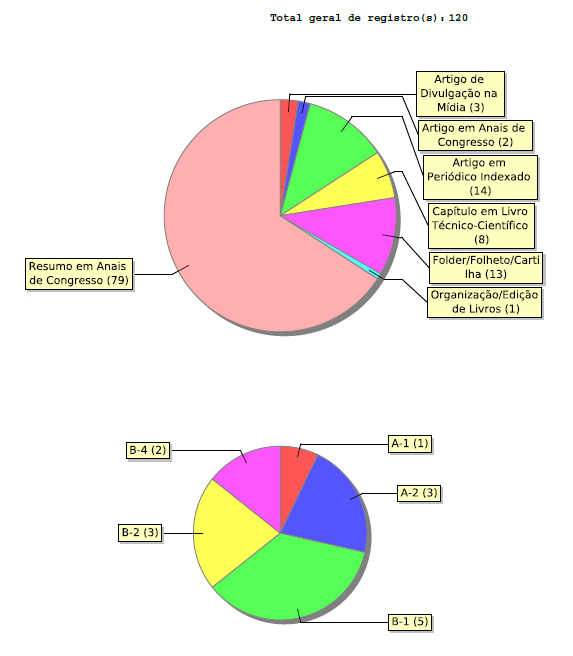 Total geral de registro(s): 120
Artigo de
Divulgação na
Mídia (3)
Artigo em Anais de
Congresso (2)
Artigo em
Periódico Indexado
(14)
Capítulo em Livro
Técnico-Científico
(8)
Folder/Folheto/Carti
lha (13)
Organização/Edição
de Livros (1)
Resumo em Anais
de Congresso (79)
A-1 (1)
B-4 (2)
A-2 (3)
B-2 (3)
B-1 (5)